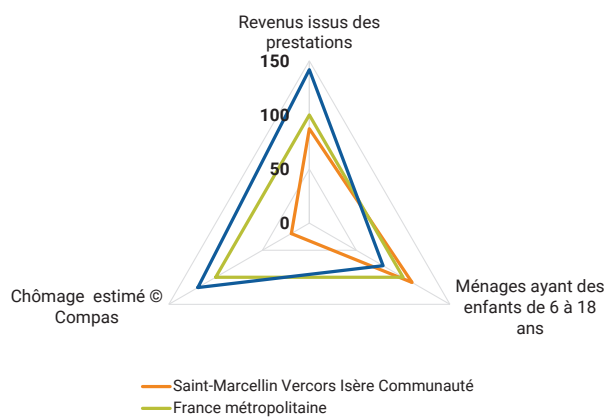 Revenus issus des
prestations
150
100
50
0
Chômage estimé ©
Compas
Ménages ayant des
enfants de 6 à 18
ans
Saint-Marcellin Vercors Isère Communauté
France métropolitaine